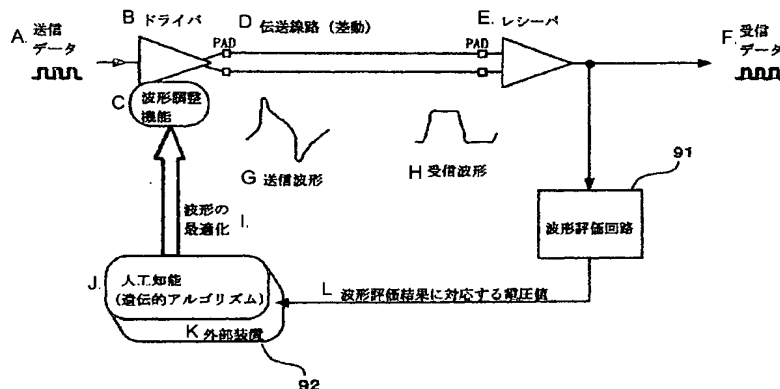 A. 送信
データ
B ドライバ
D 伝送線路（差動）
PAD
PAD
E. レシーバ
F. 受信
データ
C 波形調整
機能
G 送信波形
H 受信波形
91
波形の
最適化 I.
波形評価回路
J. 人工知能
(遺伝的アルゴリズム)
L 波形評価結果に対応する電圧値
K 外部装置
92